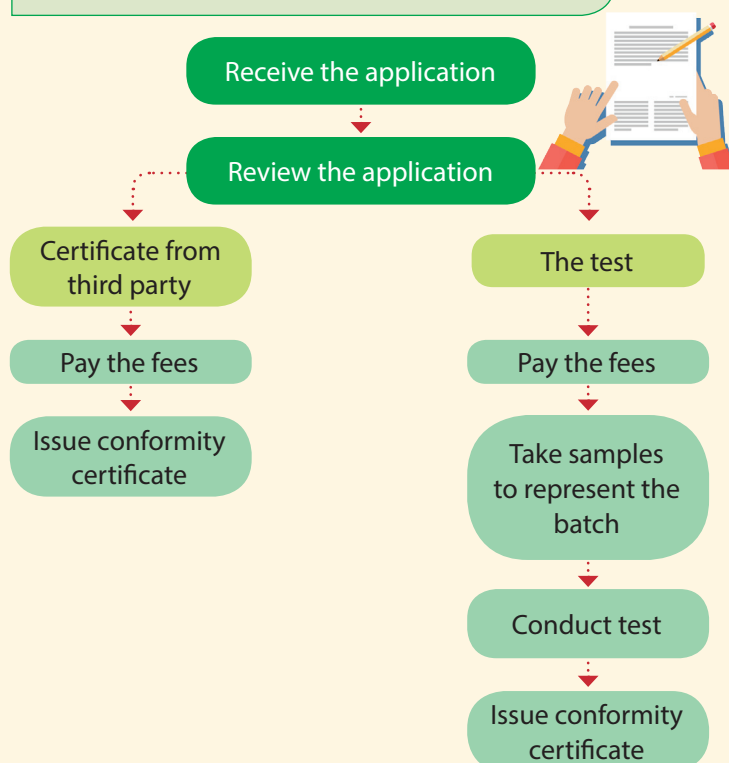 Receive the application
Review the application
Certificate from
third party
Pay the fees
Issue conformity
certificate
The test
Pay the fees
Take samples
to represent the
batch
Conduct test
Issue conformity
certificate